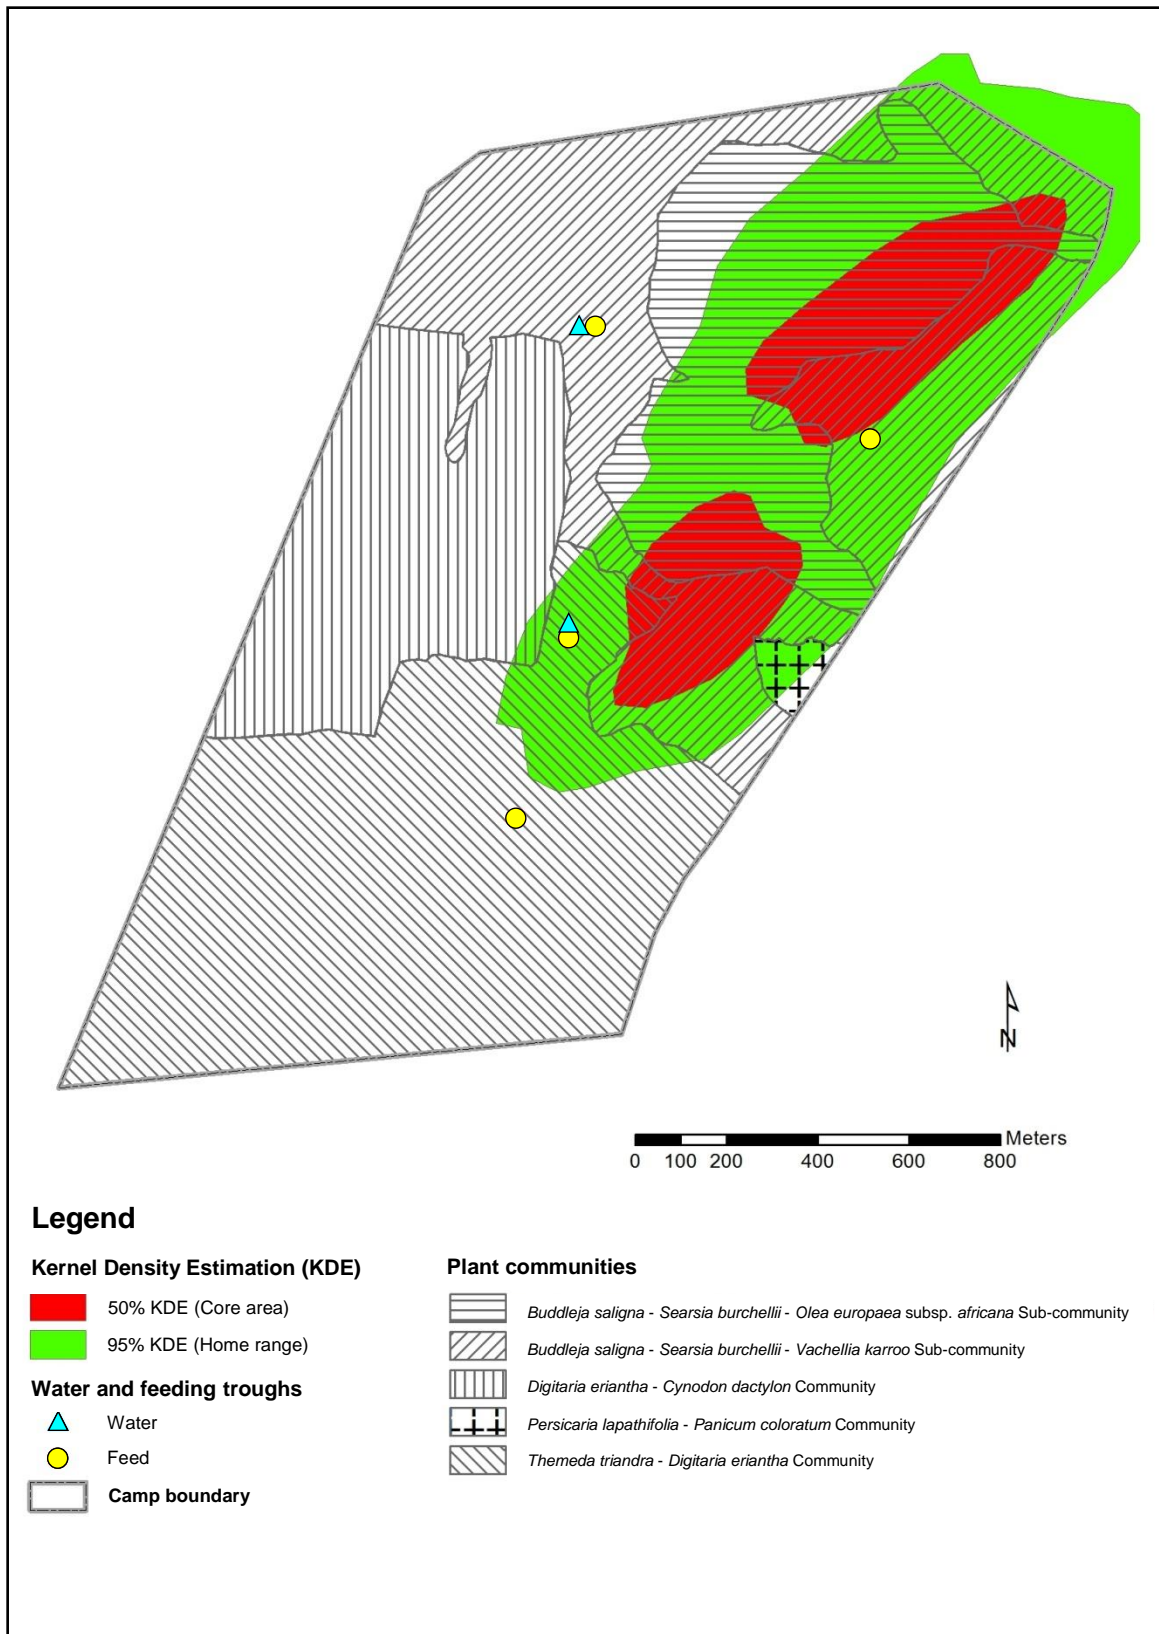 N
Meters
0 100 200 400 600 800
Legend
Kernel Density Estimation (KDE)
50% KDE (Core area)
95% KDE (Home range)
Water and feeding troughs
Water
Feed
Camp boundary
Plant communities
Buddleja saligna - Searsia burchellii - Olea europaea subsp. africana Sub-community
Buddleja saligna - Searsia burchellii - Vachellia karroo Sub-community
Digitaria eriantha - Cynodon dactylon Community
Persicaria lapathifolia - Panicum coloratum Community
Themeda triandra - Digitaria eriantha Community